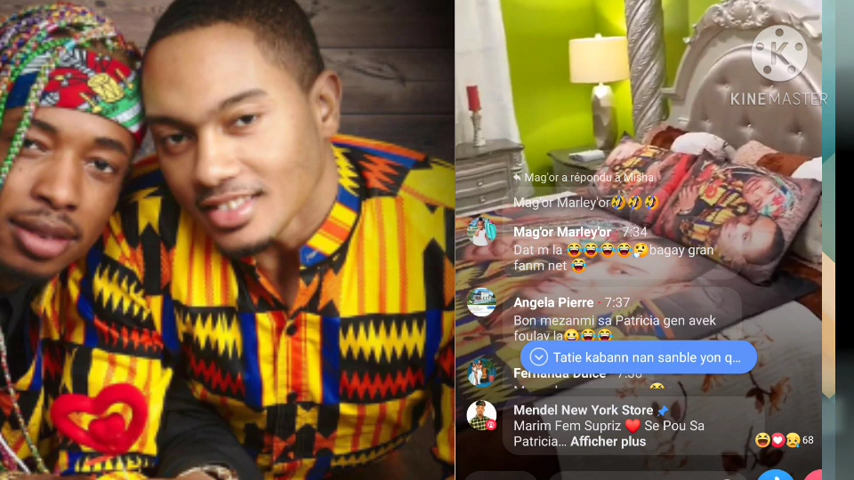 KINEMASTER
Mag'or a répondu à Misha.
Mag'or Marley'or🤣🤣🤣
Mag'or Marley'or 7:34
Dat m la 😂😂😂😂😢bagay gran
fanm net 😂
Angela Pierre · 7:37
Bon mezanmi sa Patricia gen avek
foulay la😀😂😂
Tatie kabann nan sanble yon q...
Fernanda Dulce
Mendel New York Store 📌
Marim Fem Supriz ❤️ Se Pou Sa
Patricia... Afficher plus
68